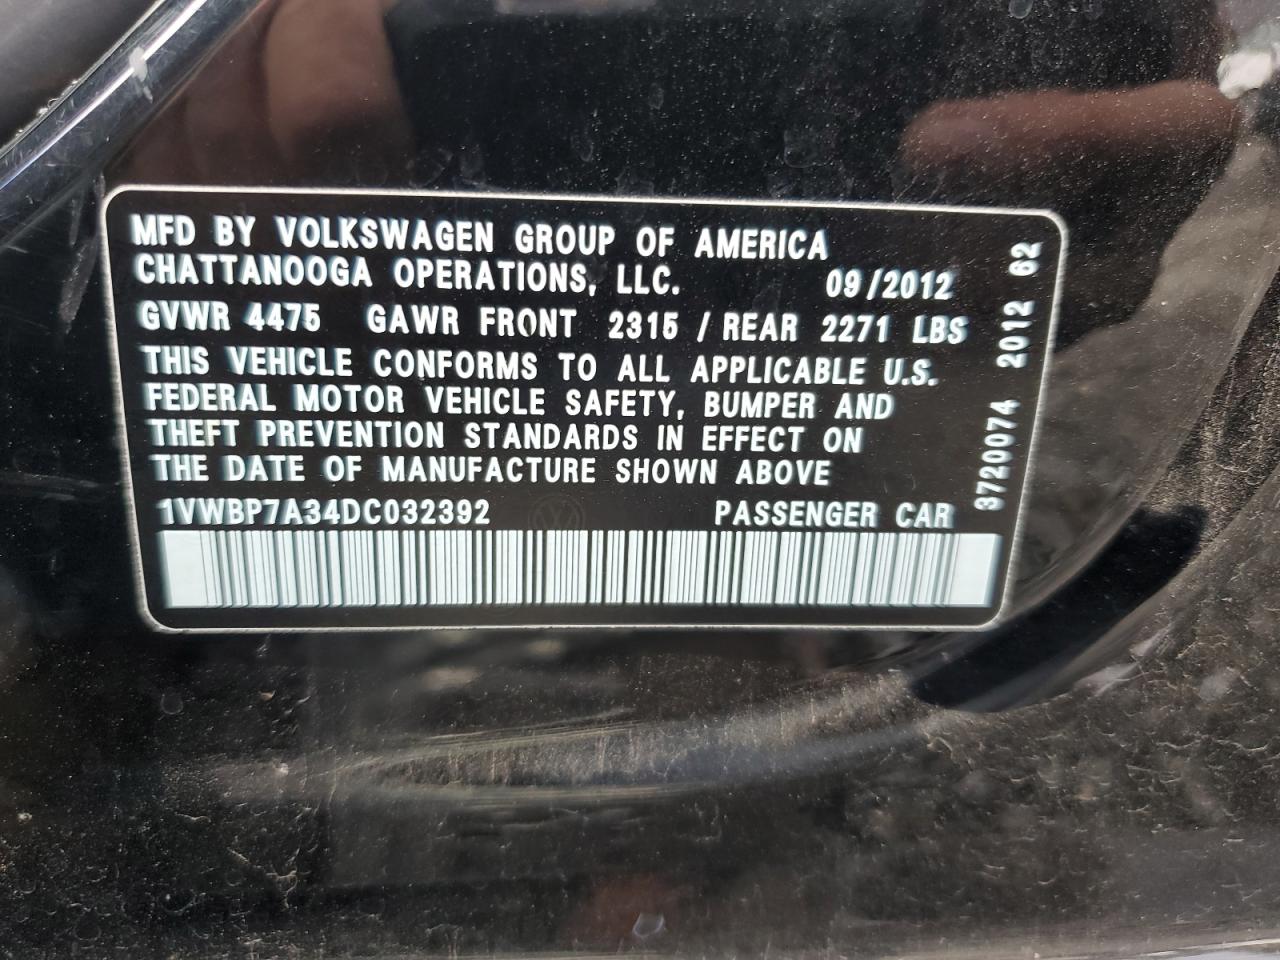 MFD BY VOLKSWAGEN GROUP OF AMERICA
CHATTANOOGA OPERATIONS, LLC. 09/2012
GVWR 4475 GAWR FRONT 2315 / REAR 2271 LBS
THIS VEHICLE CONFORMS TO ALL APPLICABLE U.S.
FEDERAL MOTOR VEHICLE SAFETY, BUMPER AND
THEFT PREVENTION STANDARDS IN EFFECT ON
THE DATE OF MANUFACTURE SHOWN ABOVE
1VWBP7A34DC032392 PASSENGER CAR
3720074 2012 62